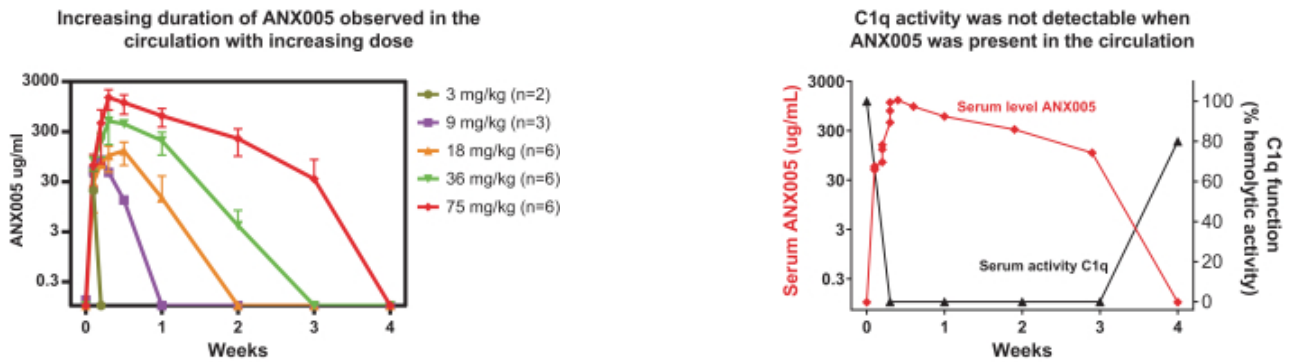 Increasing duration of ANX005 observed in the
circulation with increasing dose
ANX005 ug/ml
3000
300
30
3
0.3
0
1
2
3
4
Weeks
3 mg/kg (n=2)
9 mg/kg (n=3)
18 mg/kg (n=6)
36 mg/kg (n=6)
75 mg/kg (n=6)
C1q activity was not detectable when
ANX005 was present in the circulation
Serum ANX005 (ug/mL)
3000
300
30
3
0.3
Serum level ANX005
Serum activity C1q
100
80
60
40
20
0
C1q function
(% hemolytic activity)
0
1
2
3
4
Weeks